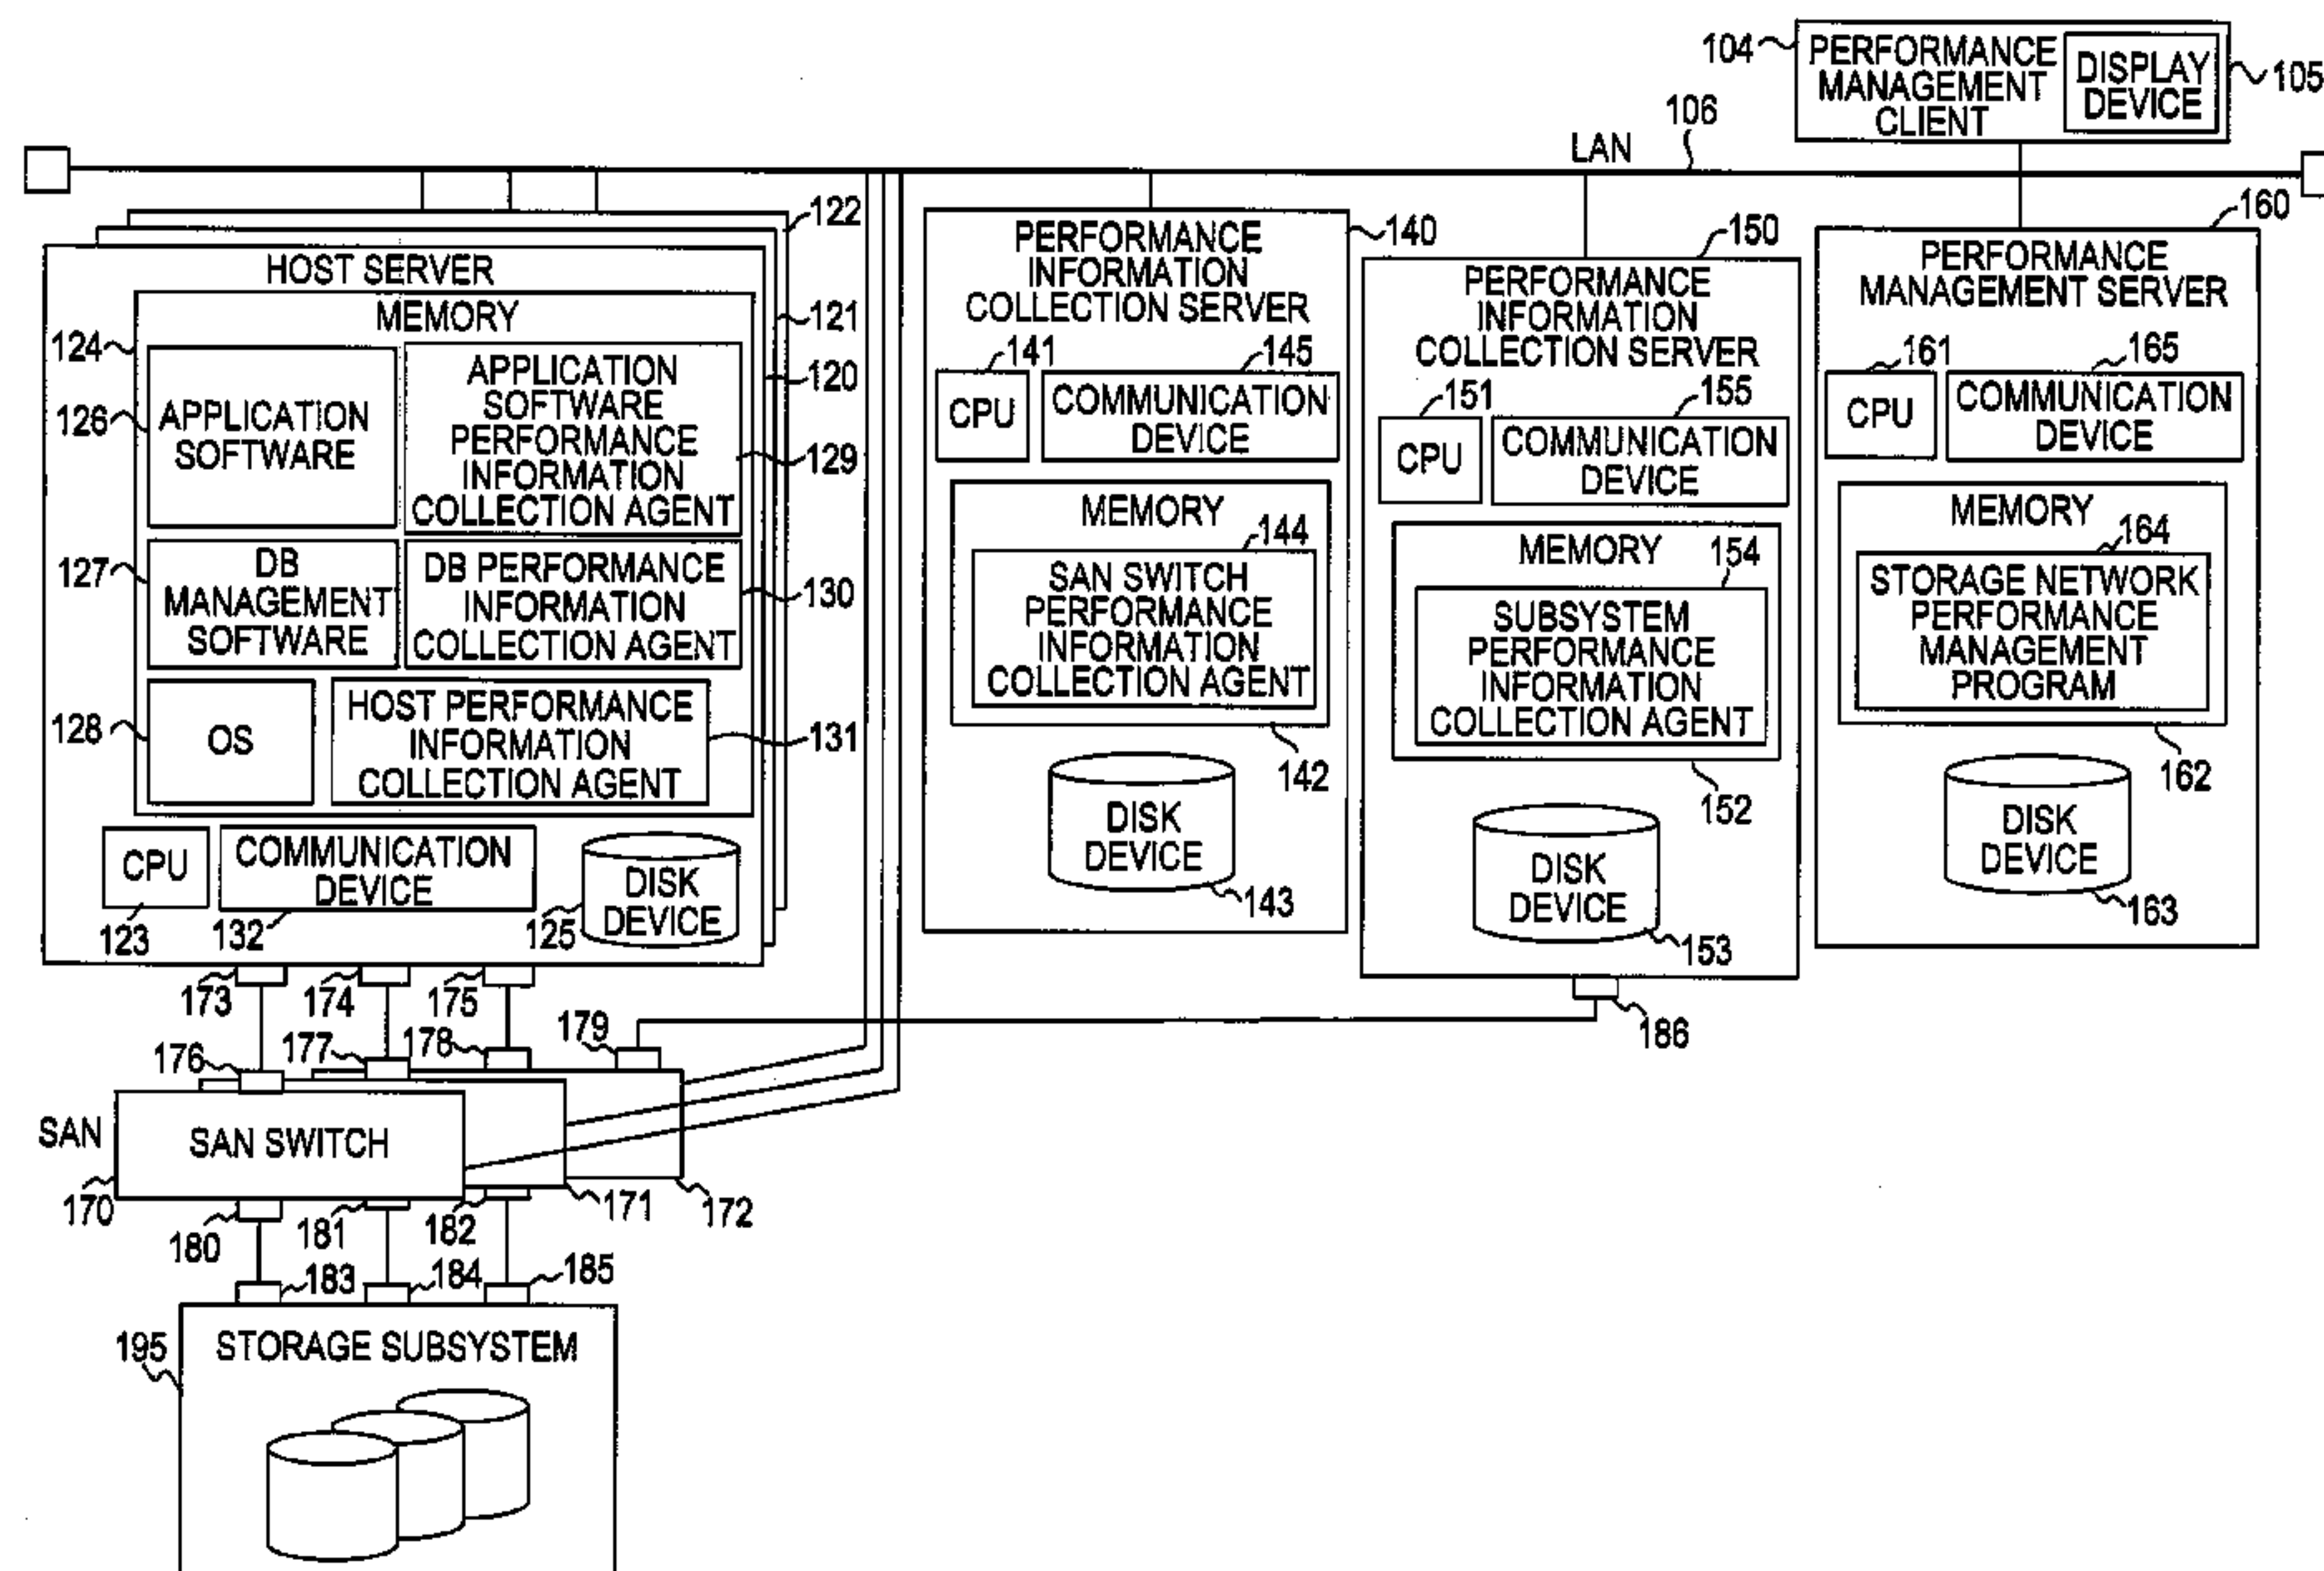 104
PERFORMANCE
MANAGEMENT
CLIENT
DISPLAY
DEVICE
105
106
LAN
122
121
120
HOST SERVER
MEMORY
124
126
APPLICATION
SOFTWARE
APPLICATION
SOFTWARE
PERFORMANCE
INFORMATION
COLLECTION AGENT
129
127
DB
MANAGEMENT
SOFTWARE
DB PERFORMANCE
INFORMATION
COLLECTION AGENT
130
128
OS
HOST PERFORMANCE
INFORMATION
COLLECTION AGENT
131
CPU
123
COMMUNICATION
DEVICE
132
125
DISK
DEVICE
140
PERFORMANCE
INFORMATION
COLLECTION SERVER
141
145
CPU
COMMUNICATION
DEVICE
MEMORY
144
SAN SWITCH
PERFORMANCE
INFORMATION
COLLECTION AGENT
142
DISK
DEVICE
143
150
PERFORMANCE
INFORMATION
COLLECTION SERVER
151
155
CPU
COMMUNICATION
DEVICE
MEMORY
154
SUBSYSTEM
PERFORMANCE
INFORMATION
COLLECTION AGENT
152
DISK
DEVICE
153
186
160
PERFORMANCE
MANAGEMENT SERVER
161
165
CPU
COMMUNICATION
DEVICE
MEMORY
164
STORAGE NETWORK
PERFORMANCE
MANAGEMENT
PROGRAM
162
DISK
DEVICE
163
173
174
175
176
177
178
179
SAN
SAN SWITCH
170
171
172
180
181
182
183
184
185
195
STORAGE SUBSYSTEM